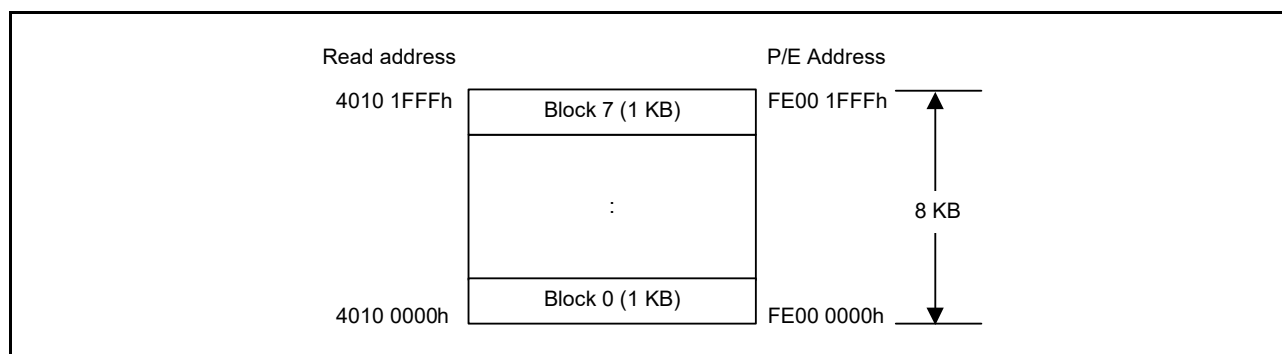 Read address P/E Address
4010 1FFFh Block 7 (1 KB) FE00 1FFFh
: 8 KB
4010 0000h Block 0 (1 KB) FE00 0000h